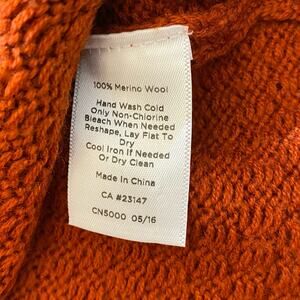 100% Merino Wool
Hand Wash Cold
Only Non-Chlorine
Bleach When Needed
Reshape, Lay Flat To
Dry
Cool Iron If Needed
Or Dry Clean
Made In China
CA #23147
CN5000 05/16